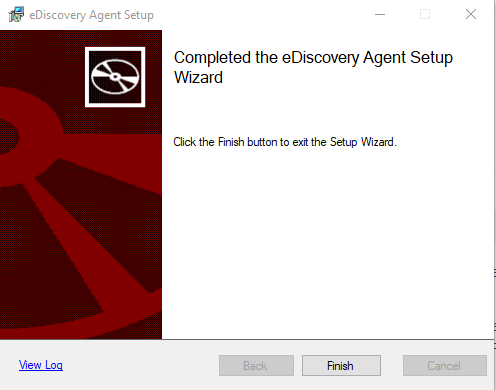 eDiscovery Agent Setup
Completed the eDiscovery Agent Setup
Wizard
Click the Finish button to exit the Setup Wizard.
View Log
Back
Finish
Cancel